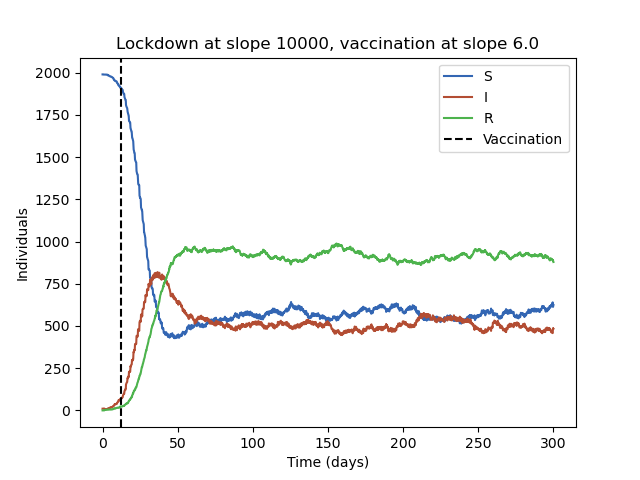 Lockdown at slope 10000, vaccination at slope 6.0
S
I
R
Vaccination
2000
1750
1500
1250
1000
750
500
250
0
Individuals
0 50 100 150 200 250 300
Time (days)